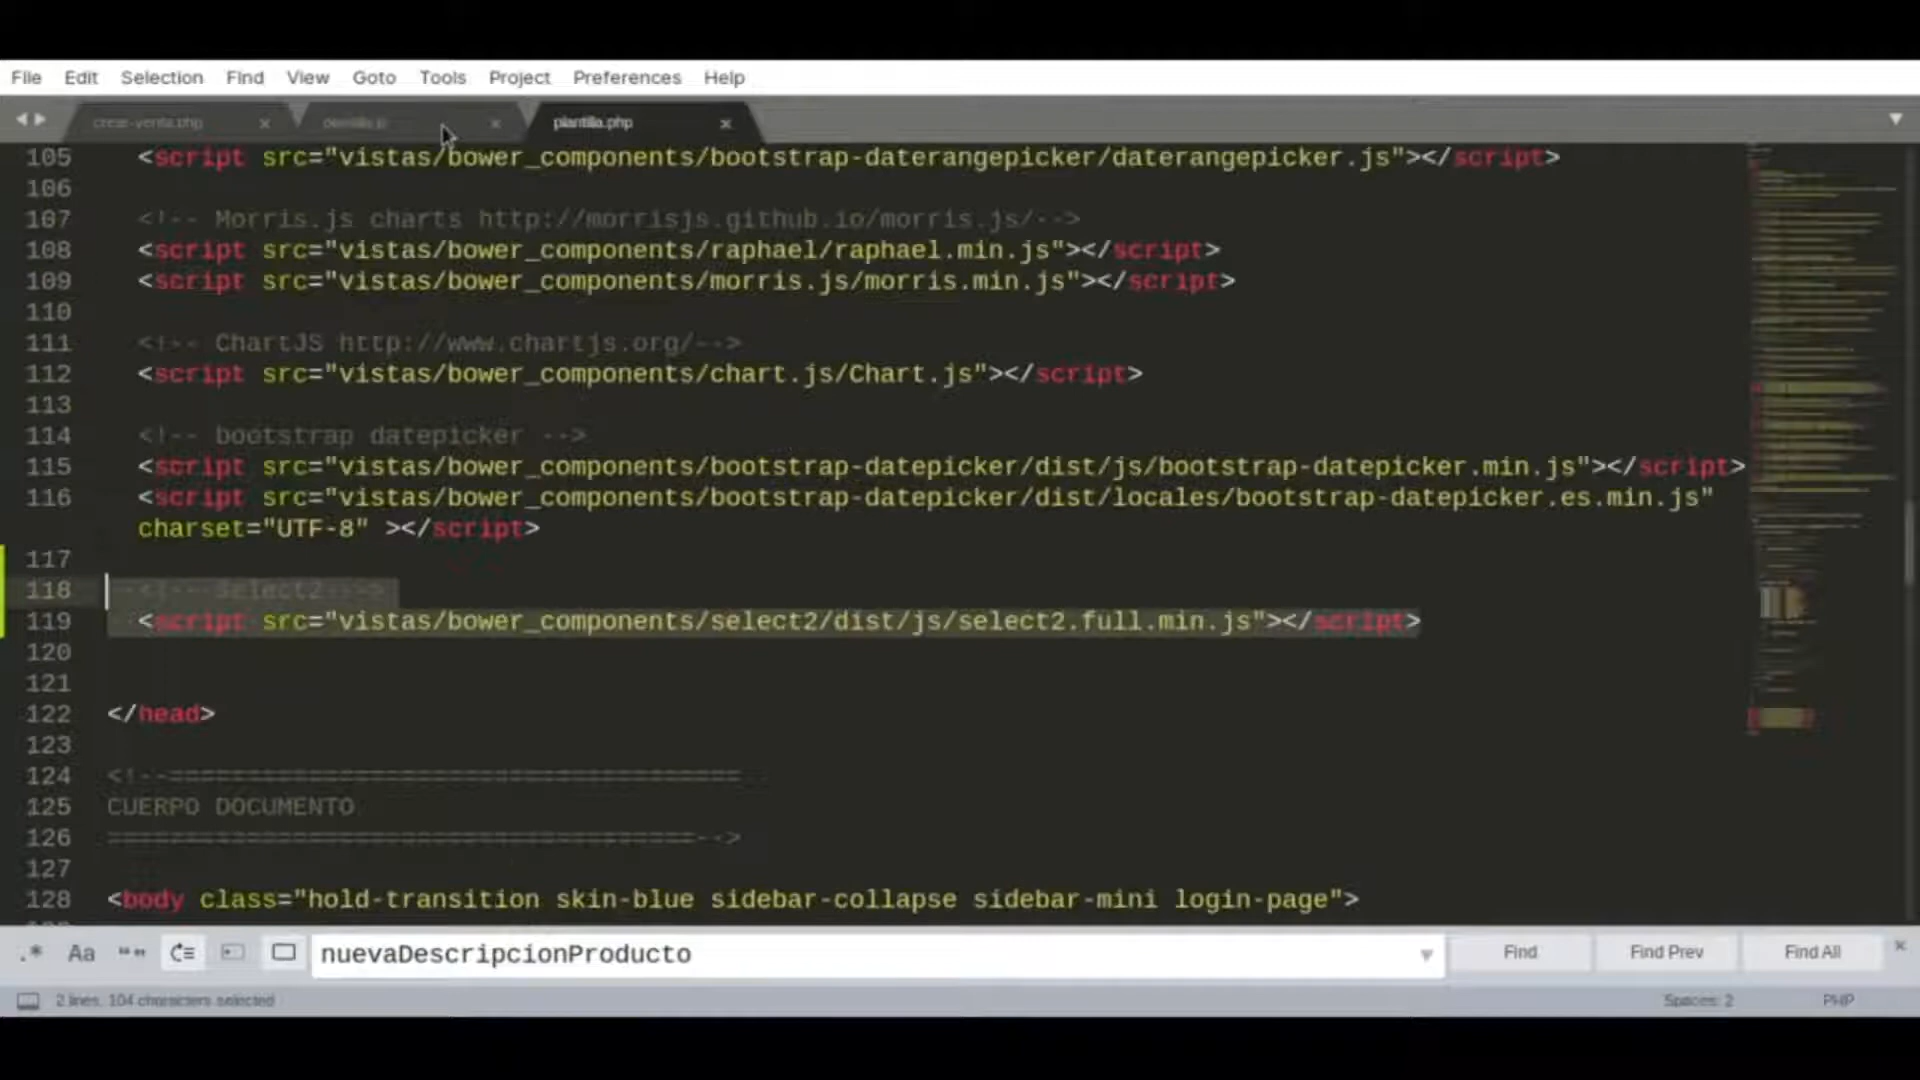 File Edit Selection Find View Goto Tools Project Preferences Help
crear-venta.php plantilla.js plantilla.php
105 <script src="vistas/bower_components/bootstrap-daterangepicker/daterangepicker.js"></script>
106
107 <!-- Morris.js charts http://morrisjs.github.io/morris.js/-->
108 <script src="vistas/bower_components/raphael/raphael.min.js"></script>
109 <script src="vistas/bower_components/morris.js/morris.min.js"></script>
110
111 <!-- ChartJS http://www.chartjs.org/-->
112 <script src="vistas/bower_components/chart.js/Chart.js"></script>
113
114 <!-- bootstrap datepicker -->
115 <script src="vistas/bower_components/bootstrap-datepicker/dist/js/bootstrap-datepicker.min.js"></script>
116 <script src="vistas/bower_components/bootstrap-datepicker/dist/locales/bootstrap-datepicker.es.min.js"
charset="UTF-8" ></script>
117
118 <!-- Select2 -->
119 <script src="vistas/bower_components/select2/dist/js/select2.full.min.js"></script>
120
121
122 </head>
123
124 <!--=====================================
125 CUERPO DOCUMENTO
126 ======================================-->
127
128 <body class="hold-transition skin-blue sidebar-collapse sidebar-mini login-page">
.* Aa "" nuevaDescripcionProducto Find Find Prev Find All
2 lines, 104 characters selected Spaces: 2 PHP